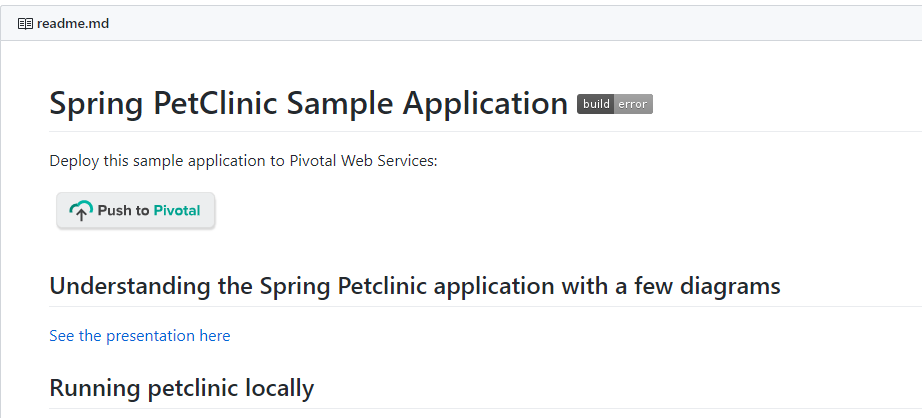 readme.md
Spring PetClinic Sample Application build error
Deploy this sample application to Pivotal Web Services:
Push to Pivotal
Understanding the Spring Petclinic application with a few diagrams
See the presentation here
Running petclinic locally